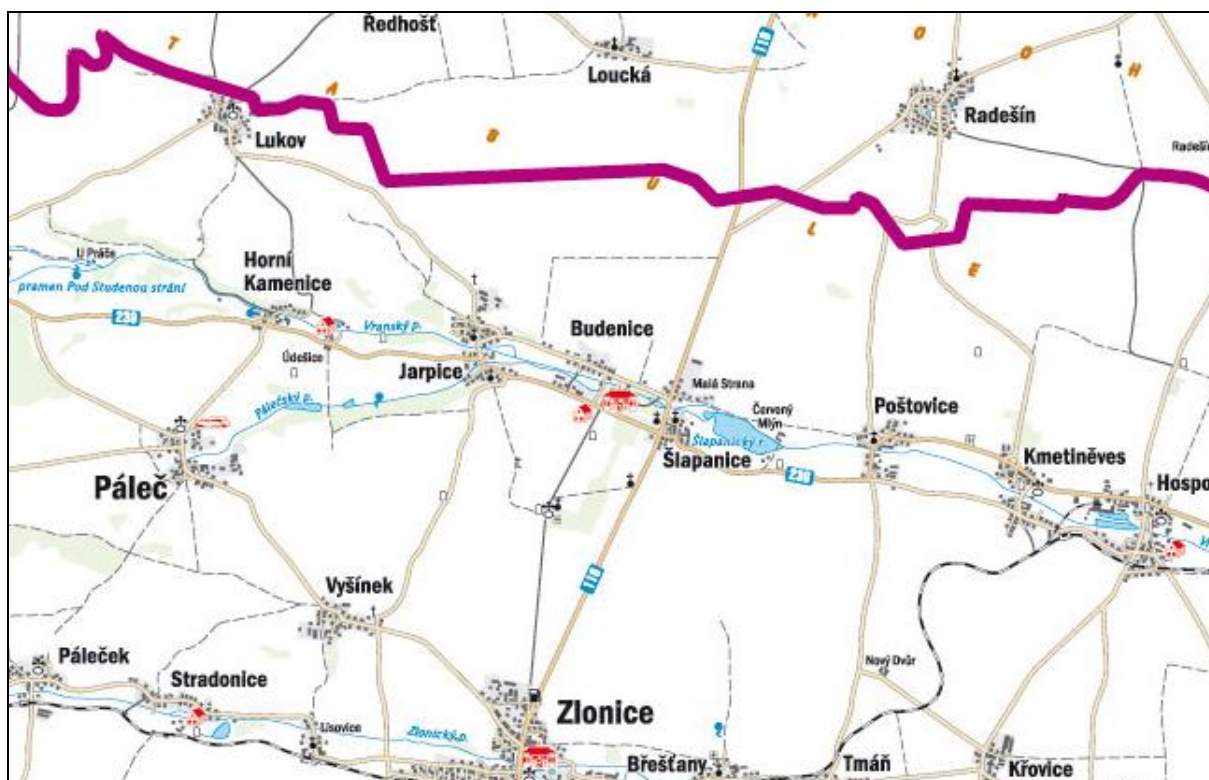 Ředhošť
Loucká
118
T A B U L E
Radešín
Lukov
Radešín
U Práče
pramen Pod Studenou strání
Horní
Kamenice
239
Vranský p.
Budenice
Údešice
Jarpice
Malá Strana
Červený
Mlýn
Poštovice
Pálečský p.
Šlapanický r.
Šlapanice
239
Kmetiněves
Páleč
Hospo
Vyšínek
118
Páleček
Stradonice
Nový Dvůr
Lisovice
Zlonický p.
Zlonice
Břešťany
Tmáň
Křovice